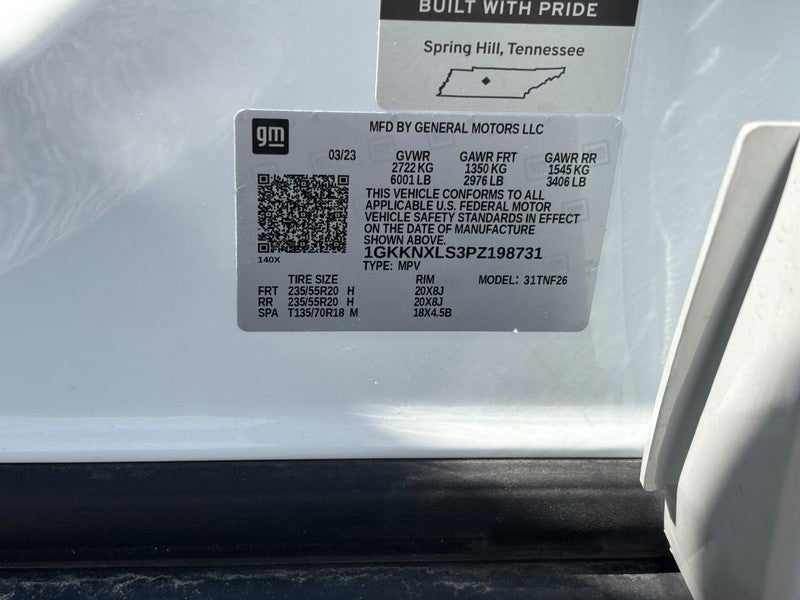 BUILT WITH PRIDE
Spring Hill, Tennessee
gm
MFD BY GENERAL MOTORS LLC
03/23 GVWR GAWR FRT GAWR RR
2722 KG 1350 KG 1545 KG
6001 LB 2976 LB 3406 LB
THIS VEHICLE CONFORMS TO ALL
APPLICABLE U.S. FEDERAL MOTOR
VEHICLE SAFETY STANDARDS IN EFFECT
ON THE DATE OF MANUFACTURE
SHOWN ABOVE.
1GKKNXLS3PZ198731
140X
TYPE: MPV
TIRE SIZE RIM MODEL: 31TNF26
FRT 235/55R20 H 20X8J
RR 235/55R20 H 20X8J
SPA T135/70R18 M 18X4.5B